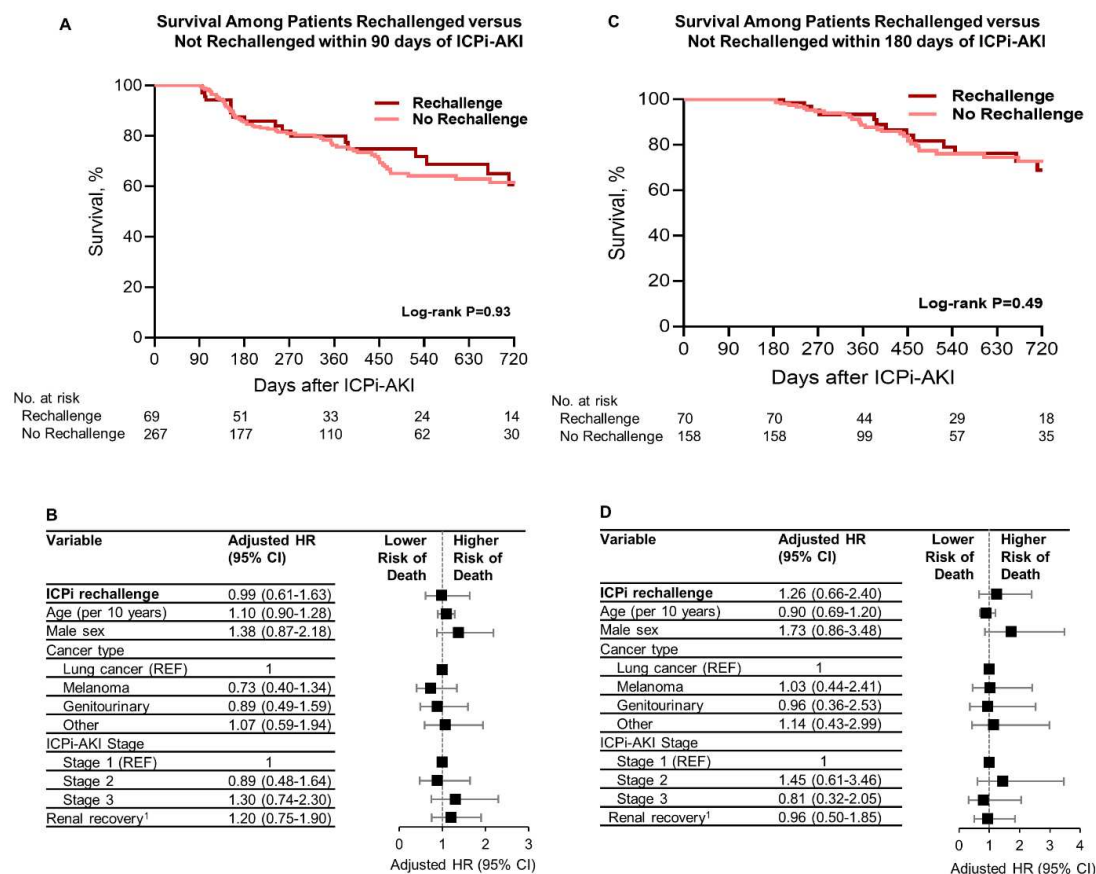 A
Survival Among Patients Rechallenged versus
Not Rechallenged within 90 days of ICPi-AKI
Survival, %
100
80
60
40
20
0
Rechallenge
No Rechallenge
Log-rank P=0.93
0 90 180 270 360 450 540 630 720
Days after ICPi-AKI
No. at risk
Rechallenge 69 51 33 24 14
No Rechallenge 267 177 110 62 30
C
Survival Among Patients Rechallenged versus
Not Rechallenged within 180 days of ICPi-AKI
Survival, %
100
80
60
40
20
0
Rechallenge
No Rechallenge
Log-rank P=0.49
0 90 180 270 360 450 540 630 720
Days after ICPi-AKI
No. at risk
Rechallenge 70 70 44 29 18
No Rechallenge 158 158 99 57 35
B
Variable Adjusted HR Lower Higher
(95% CI) Risk of Risk of
Death Death
ICPi rechallenge 0.99 (0.61-1.63)
Age (per 10 years) 1.10 (0.90-1.28)
Male sex 1.38 (0.87-2.18)
Cancer type
Lung cancer (REF) 1
Melanoma 0.73 (0.40-1.34)
Genitourinary 0.89 (0.49-1.59)
Other 1.07 (0.59-1.94)
ICPi-AKI Stage
Stage 1 (REF) 1
Stage 2 0.89 (0.48-1.64)
Stage 3 1.30 (0.74-2.30)
Renal recovery¹ 1.20 (0.75-1.90)
0 1 2 3
Adjusted HR (95% CI)
D
Variable Adjusted HR Lower Higher
(95% CI) Risk of Risk of
Death Death
ICPi rechallenge 1.26 (0.66-2.40)
Age (per 10 years) 0.90 (0.69-1.20)
Male sex 1.73 (0.86-3.48)
Cancer type
Lung cancer (REF) 1
Melanoma 1.03 (0.44-2.41)
Genitourinary 0.96 (0.36-2.53)
Other 1.14 (0.43-2.99)
ICPi-AKI Stage
Stage 1 (REF) 1
Stage 2 1.45 (0.61-3.46)
Stage 3 0.81 (0.32-2.05)
Renal recovery¹ 0.96 (0.50-1.85)
0 1 2 3 4
Adjusted HR (95% CI)